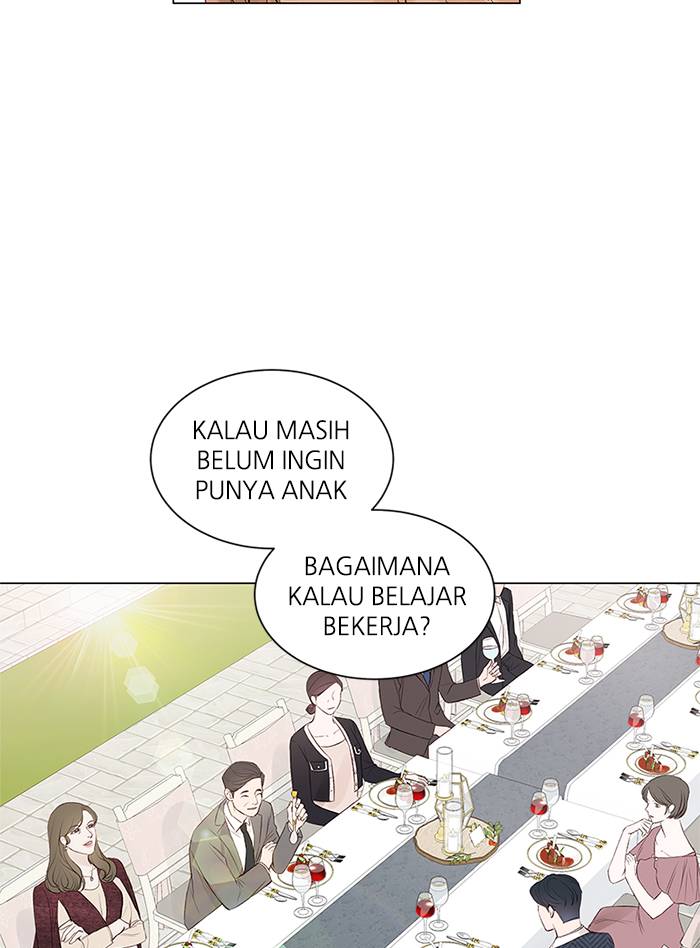 KALAU MASIH
BELUM INGIN
PUNYA ANAK
BAGAIMANA
KALAU BELAJAR
BEKERJA?